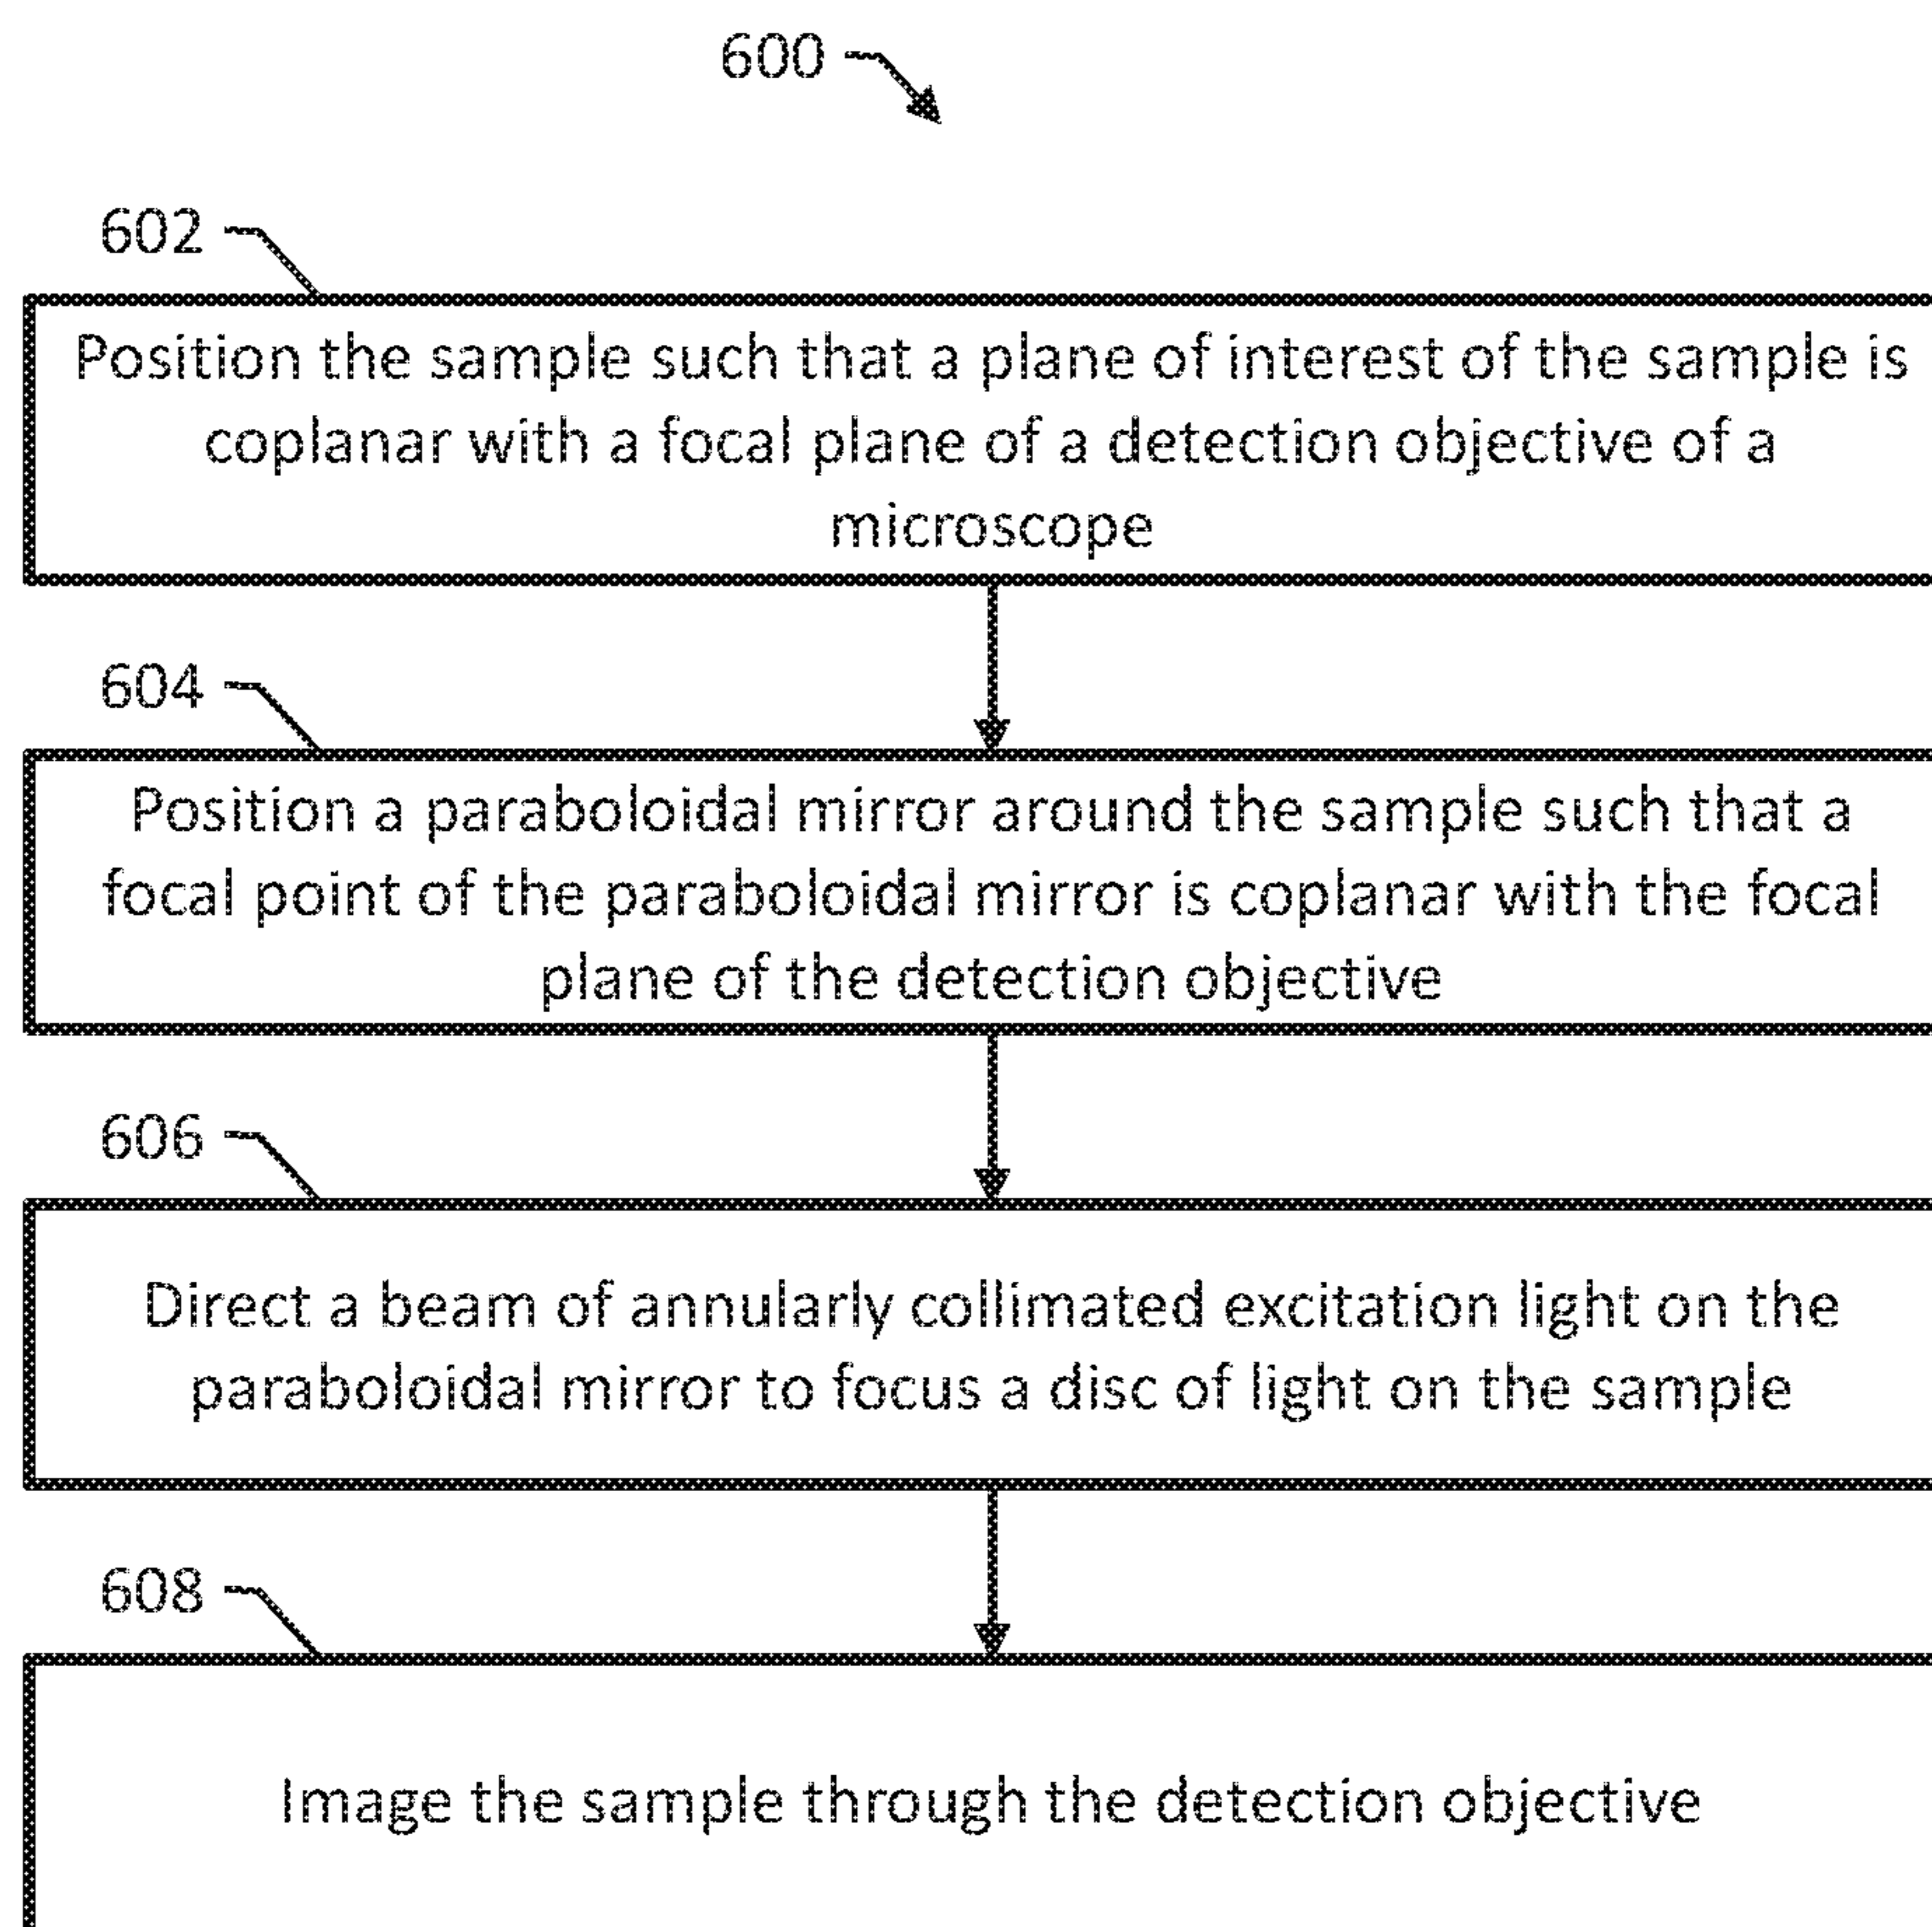 600
602
Position the sample such that a plane of interest of the sample is
coplanar with a focal plane of a detection objective of a
microscope
604
Position a paraboloidal mirror around the sample such that a
focal point of the paraboloidal mirror is coplanar with the focal
plane of the detection objective
606
Direct a beam of annularly collimated excitation light on the
paraboloidal mirror to focus a disc of light on the sample
608
Image the sample through the detection objective